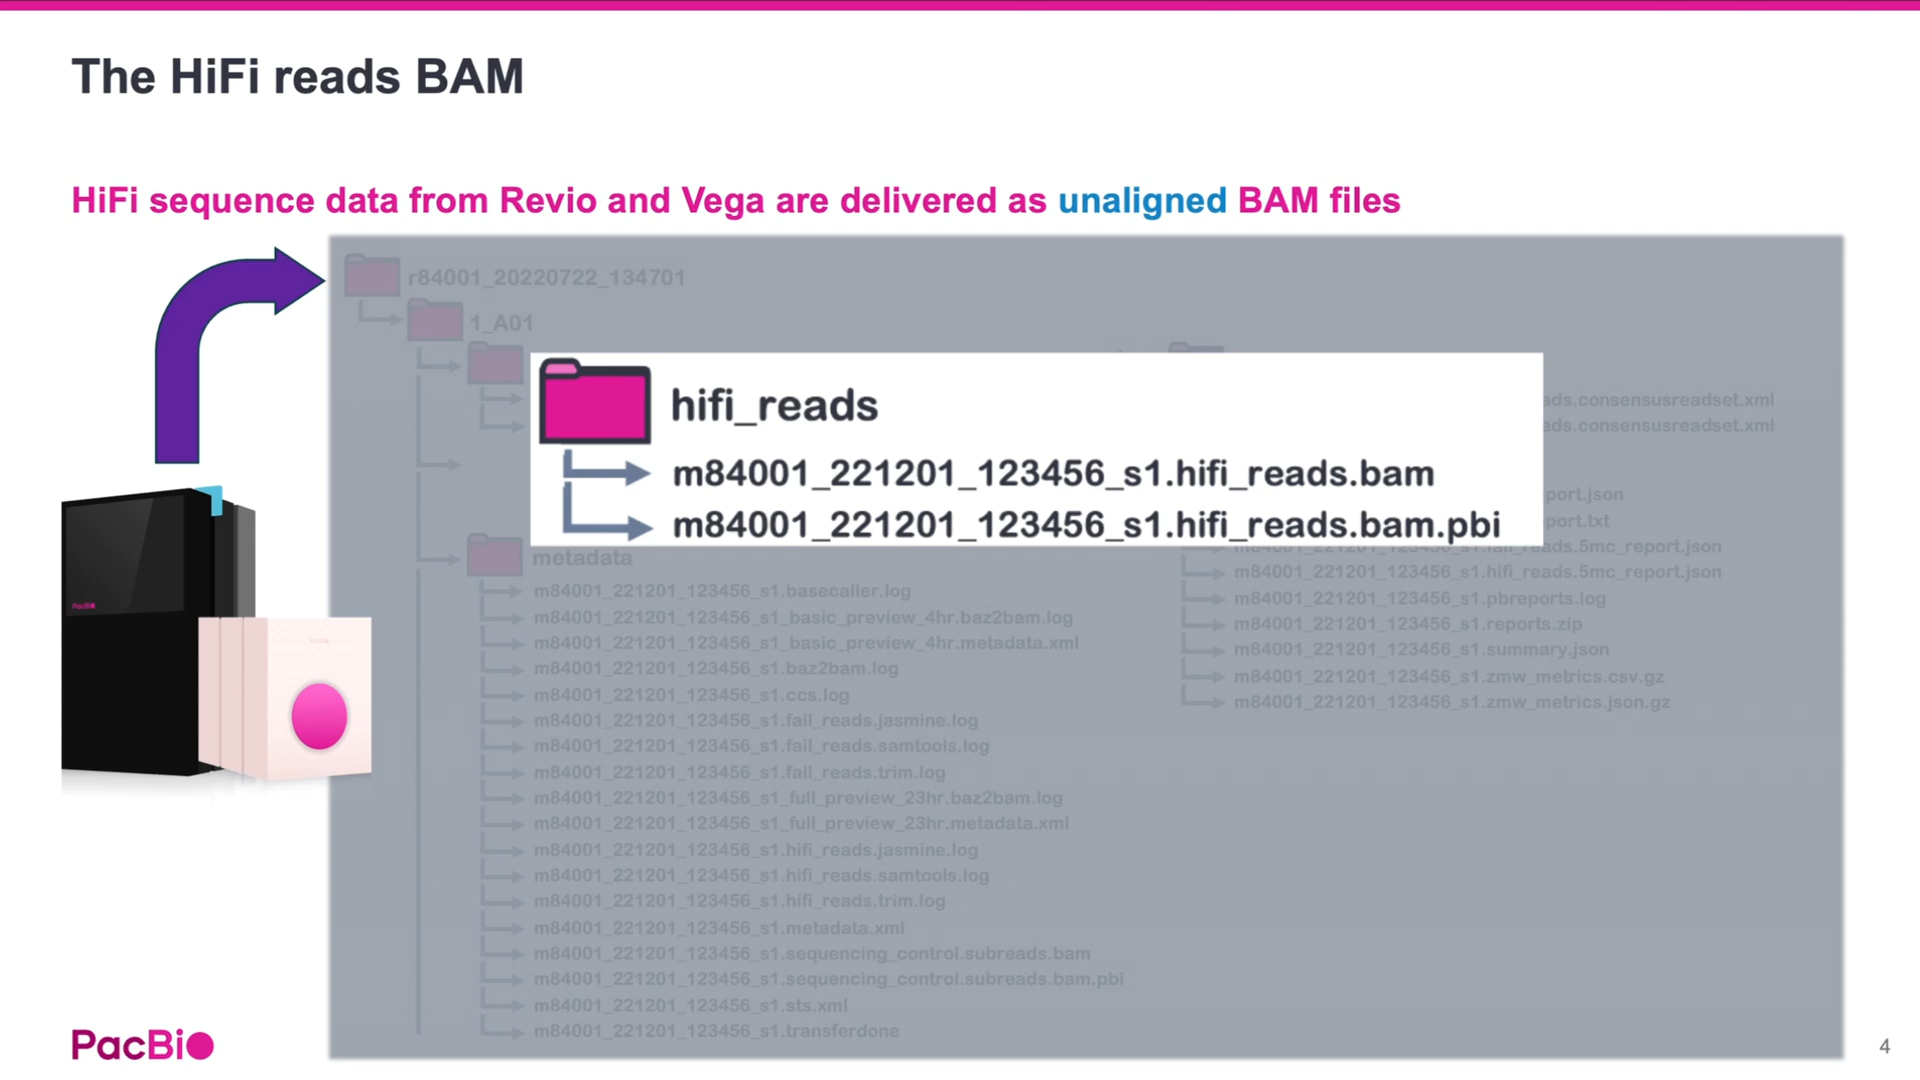 The HiFi reads BAM
HiFi sequence data from Revio and Vega are delivered as unaligned BAM files
r84001_20220722_134701
1_A01
hifi_reads
m84001_221201_123456_s1.hifi_reads.bam
m84001_221201_123456_s1.hifi_reads.bam.pbi
metadata
m84001_221201_123456_s1.basecaller.log
m84001_221201_123456_s1_basic_preview_4hr.baz2bam.log
m84001_221201_123456_s1_basic_preview_4hr.metadata.xml
m84001_221201_123456_s1.baz2bam.log
m84001_221201_123456_s1.ccs.log
m84001_221201_123456_s1.fail_reads.jasmine.log
m84001_221201_123456_s1.fail_reads.samtools.log
m84001_221201_123456_s1.fail_reads.trim.log
m84001_221201_123456_s1_full_preview_23hr.baz2bam.log
m84001_221201_123456_s1_full_preview_23hr.metadata.xml
m84001_221201_123456_s1.hifi_reads.jasmine.log
m84001_221201_123456_s1.hifi_reads.samtools.log
m84001_221201_123456_s1.hifi_reads.trim.log
m84001_221201_123456_s1.metadata.xml
m84001_221201_123456_s1.sequencing_control.subreads.bam
m84001_221201_123456_s1.sequencing_control.subreads.bam.pbi
m84001_221201_123456_s1.sts.xml
m84001_221201_123456_s1.transferdone
ads.consensusreadset.xml
ads.consensusreadset.xml
port.json
port.txt
m84001_221201_123456_s1.fail_reads.5mc_report.json
m84001_221201_123456_s1.hifi_reads.5mc_report.json
m84001_221201_123456_s1.pbreports.log
m84001_221201_123456_s1.reports.zip
m84001_221201_123456_s1.summary.json
m84001_221201_123456_s1.zmw_metrics.csv.gz
m84001_221201_123456_s1.zmw_metrics.json.gz
PacBio
PacBio
4